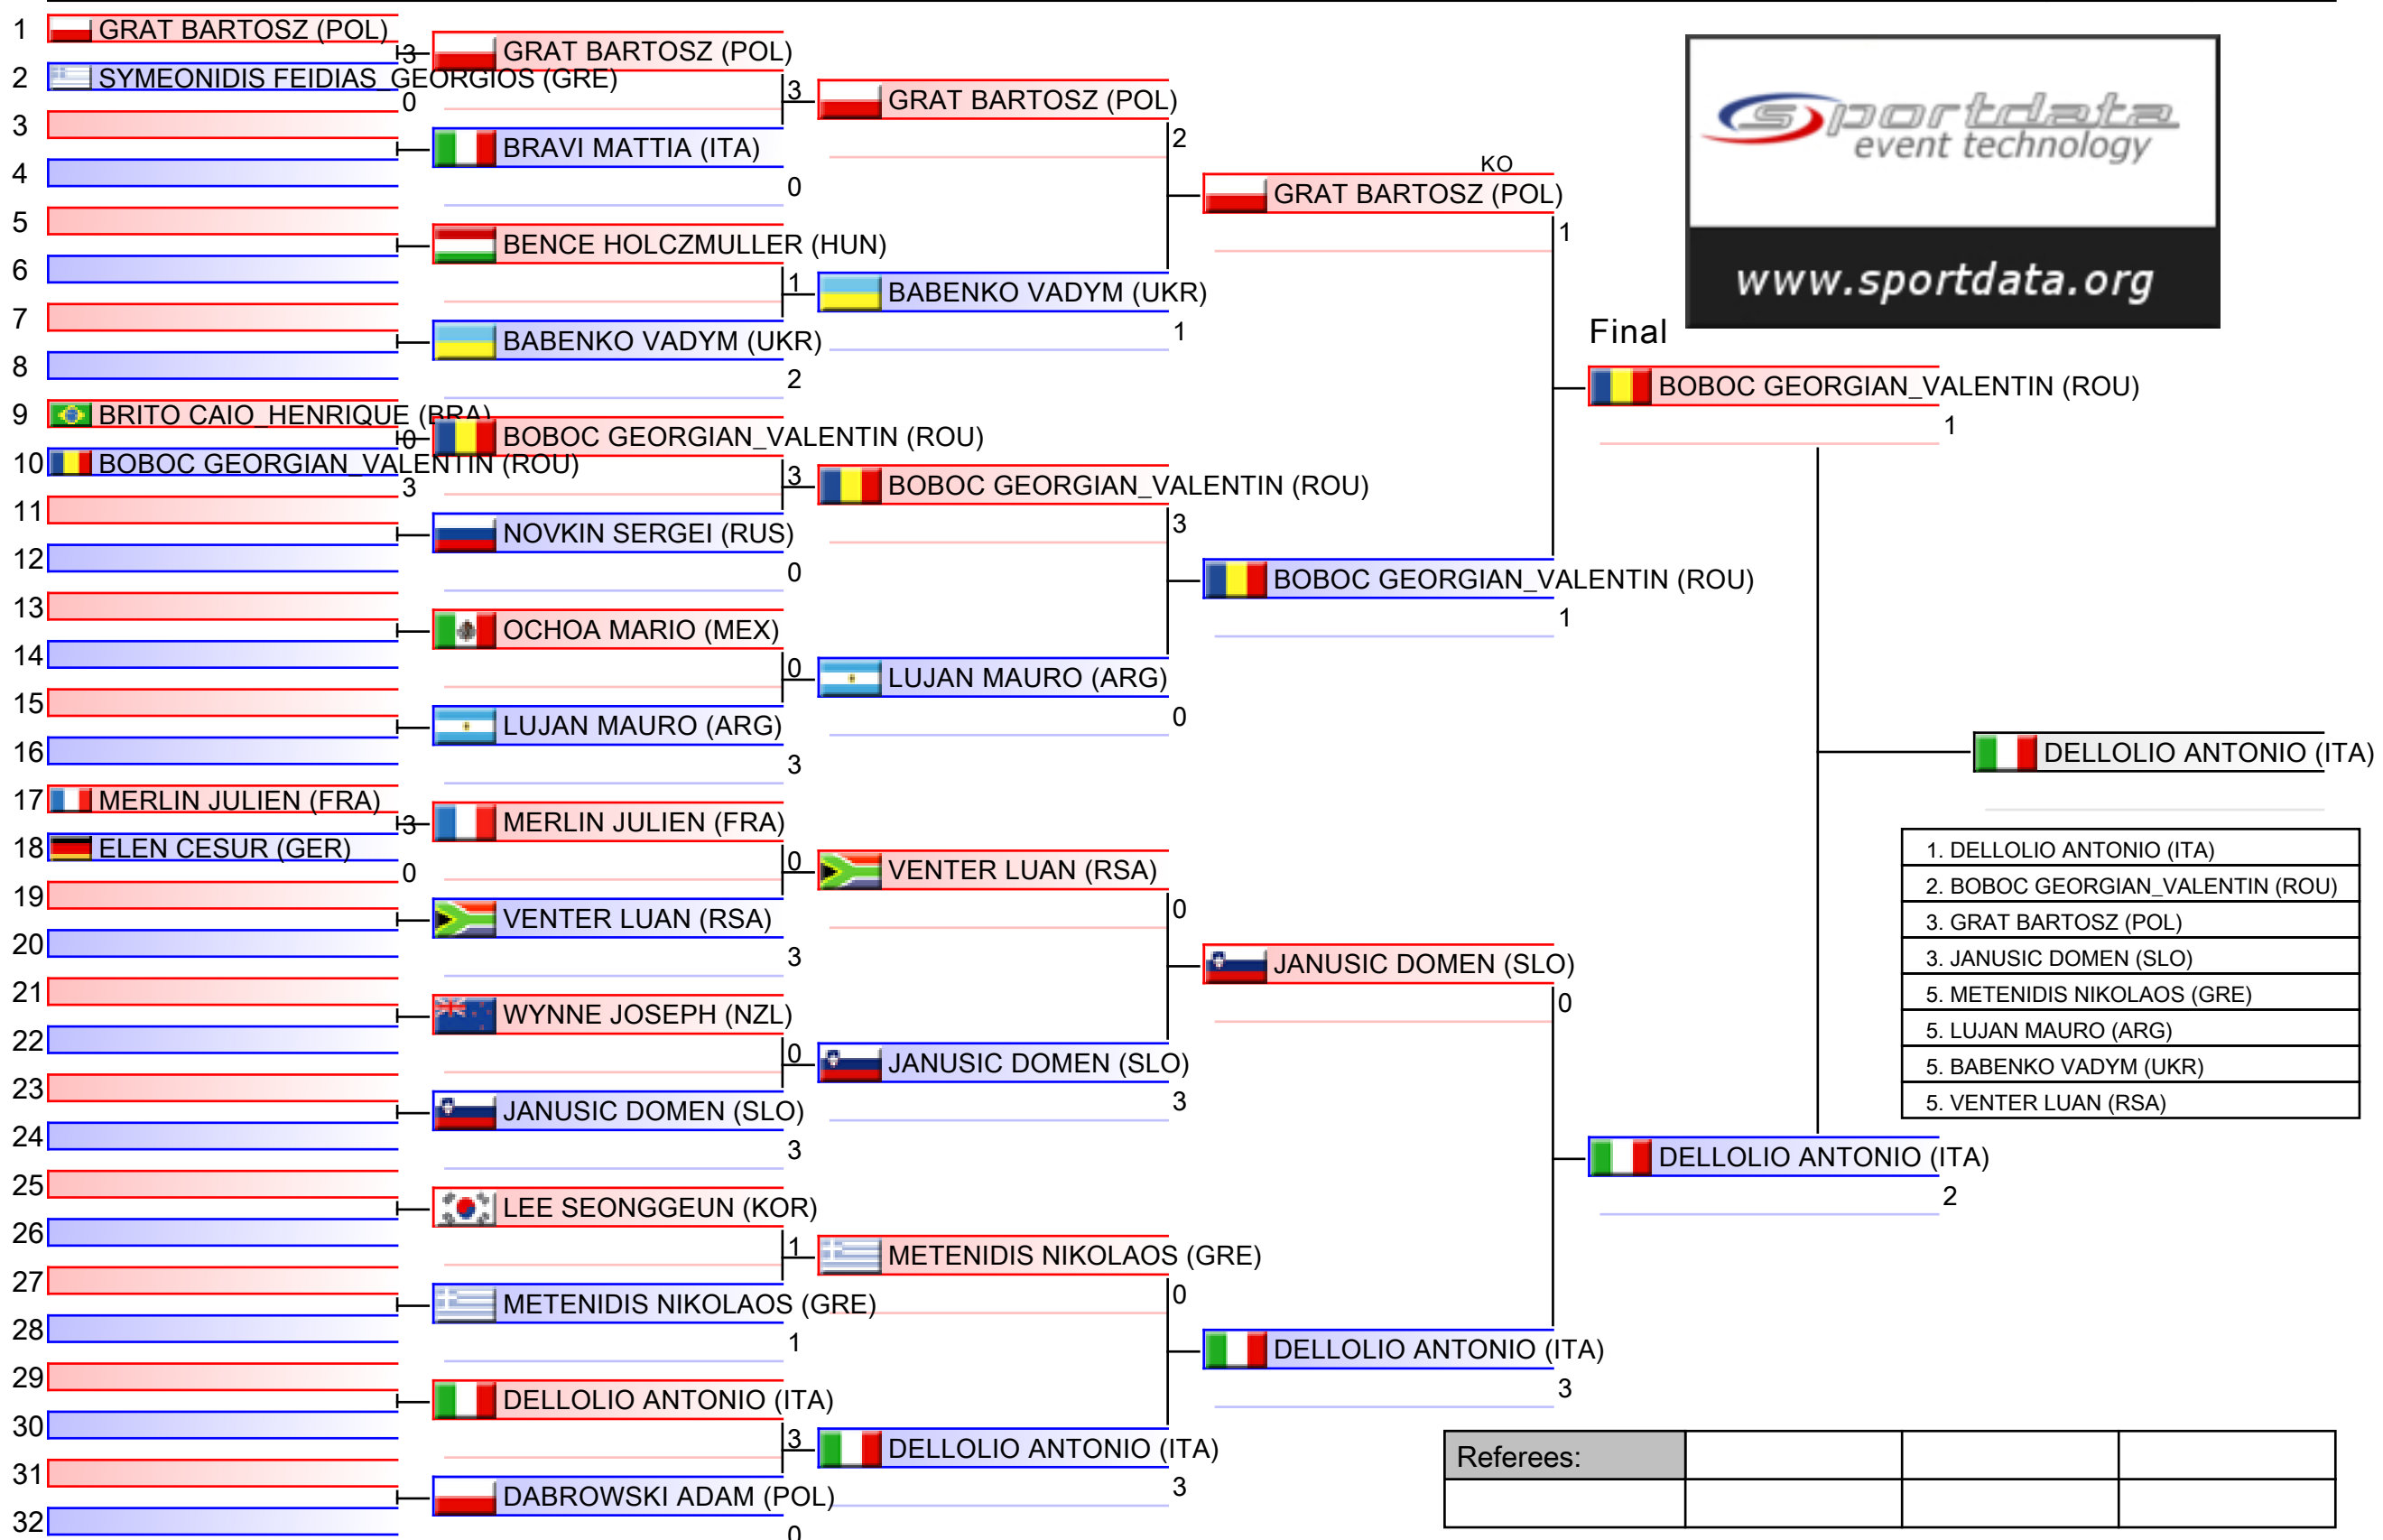 1 GRAT BARTOSZ (POL)
3
2 SYMEONIDIS FEIDIAS_GEORGIOS (GRE)
0
3
4
5
6
7
8
9 BRITO CAIO_HENRIQUE (BRA)
0
10 BOBOC GEORGIAN_VALENTIN (ROU)
3
11
12
13
14
15
16
17 MERLIN JULIEN (FRA)
3
18 ELEN CESUR (GER)
0
19
20
21
22
23
24
25
26
27
28
29
30
31
32
GRAT BARTOSZ (POL)
3
BRAVI MATTIA (ITA)
0
BENCE HOLCZMULLER (HUN)
1
BABENKO VADYM (UKR)
2
BOBOC GEORGIAN_VALENTIN (ROU)
3
NOVKIN SERGEI (RUS)
0
OCHOA MARIO (MEX)
0
LUJAN MAURO (ARG)
3
MERLIN JULIEN (FRA)
0
VENTER LUAN (RSA)
3
WYNNE JOSEPH (NZL)
0
JANUSIC DOMEN (SLO)
3
LEE SEONGGEUN (KOR)
1
METENIDIS NIKOLAOS (GRE)
1
DELLOLIO ANTONIO (ITA)
3
DABROWSKI ADAM (POL)
0
GRAT BARTOSZ (POL)
2
BABENKO VADYM (UKR)
1
BOBOC GEORGIAN_VALENTIN (ROU)
3
LUJAN MAURO (ARG)
0
VENTER LUAN (RSA)
0
JANUSIC DOMEN (SLO)
3
METENIDIS NIKOLAOS (GRE)
0
DELLOLIO ANTONIO (ITA)
3
KO
GRAT BARTOSZ (POL)
1
BOBOC GEORGIAN_VALENTIN (ROU)
1
JANUSIC DOMEN (SLO)
0
DELLOLIO ANTONIO (ITA)
3
sportdata
event technology
www.sportdata.org
Final
BOBOC GEORGIAN_VALENTIN (ROU)
1
DELLOLIO ANTONIO (ITA)
2
DELLOLIO ANTONIO (ITA)
1. DELLOLIO ANTONIO (ITA)
2. BOBOC GEORGIAN_VALENTIN (ROU)
3. GRAT BARTOSZ (POL)
3. JANUSIC DOMEN (SLO)
5. METENIDIS NIKOLAOS (GRE)
5. LUJAN MAURO (ARG)
5. BABENKO VADYM (UKR)
5. VENTER LUAN (RSA)
Referees: